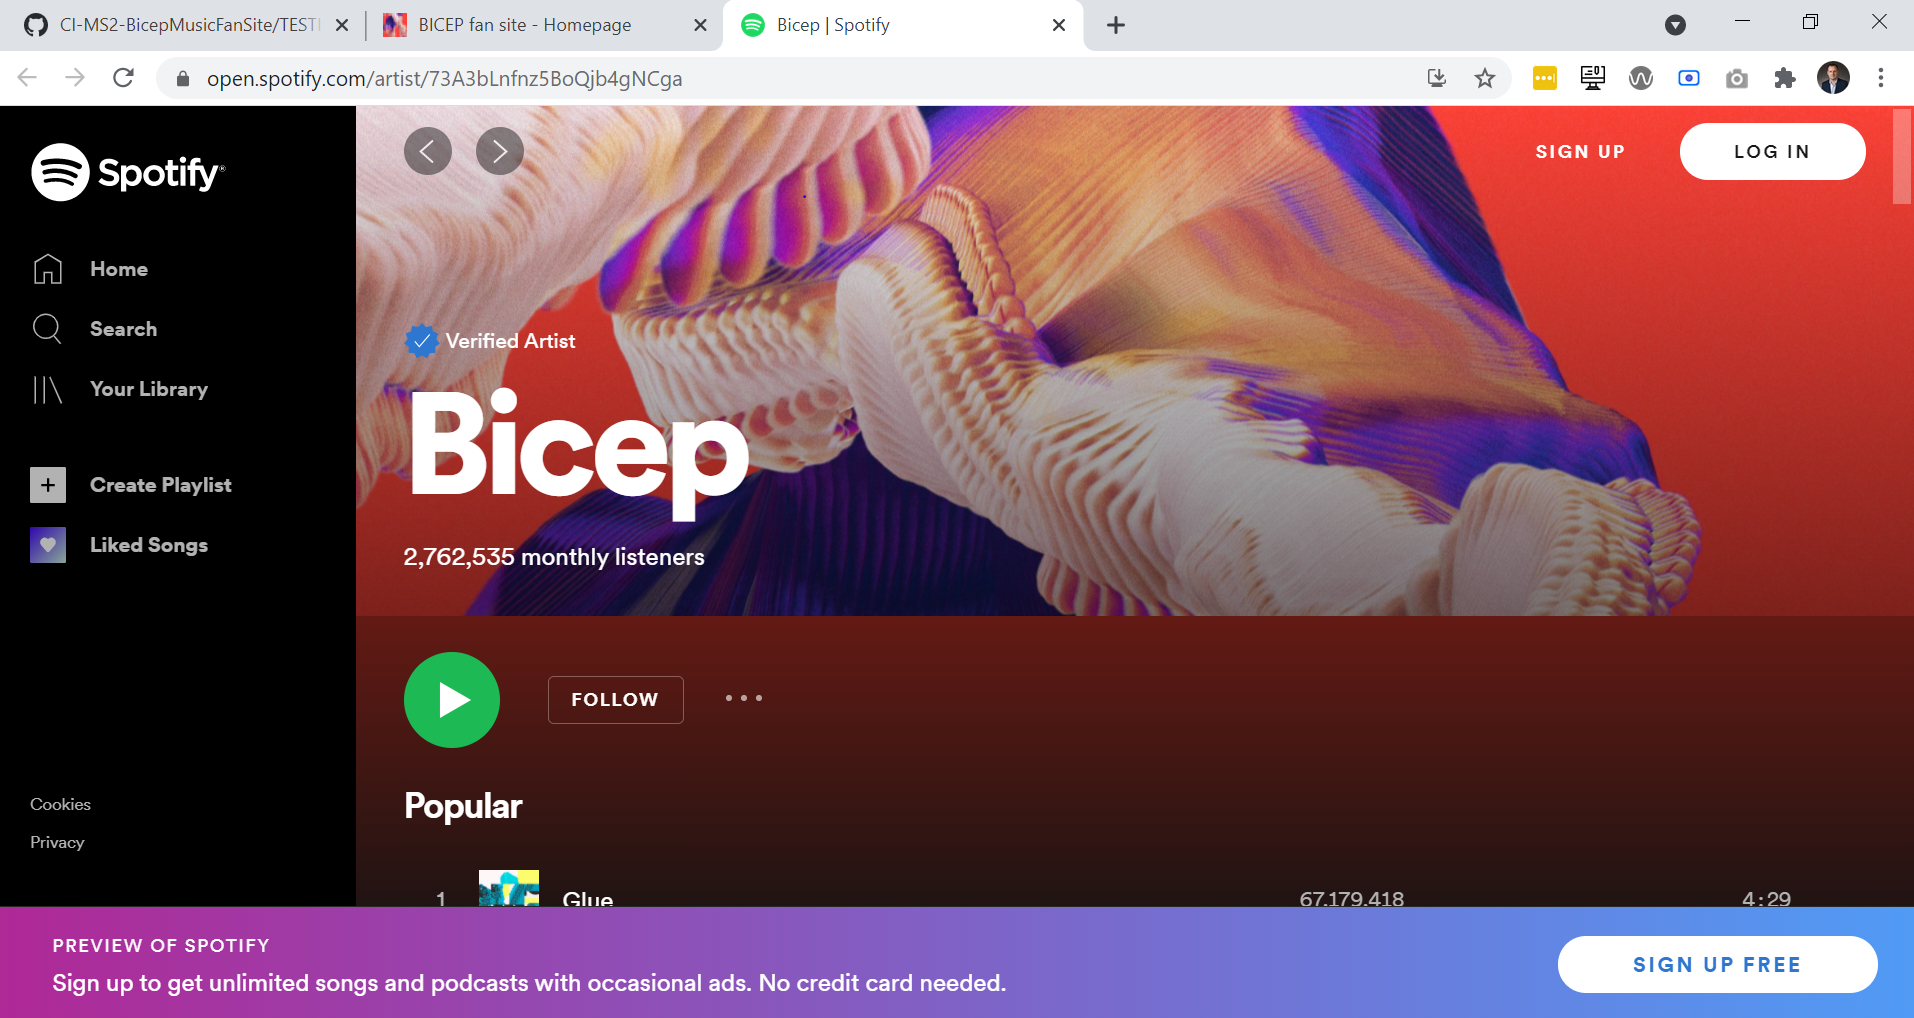 CI-MS2-BicepMusicFanSite/TESTI
BICEP fan site - Homepage
Bicep | Spotify
open.spotify.com/artist/73A3bLnfnz5BoQjb4gNCga
Spotify®
Home
Search
Your Library
Create Playlist
Liked Songs
Cookies
Privacy
SIGN UP
LOG IN
Verified Artist
Bicep
2,762,535 monthly listeners
FOLLOW
Popular
1 Glue 67,179,418 4:29
PREVIEW OF SPOTIFY
Sign up to get unlimited songs and podcasts with occasional ads. No credit card needed.
SIGN UP FREE